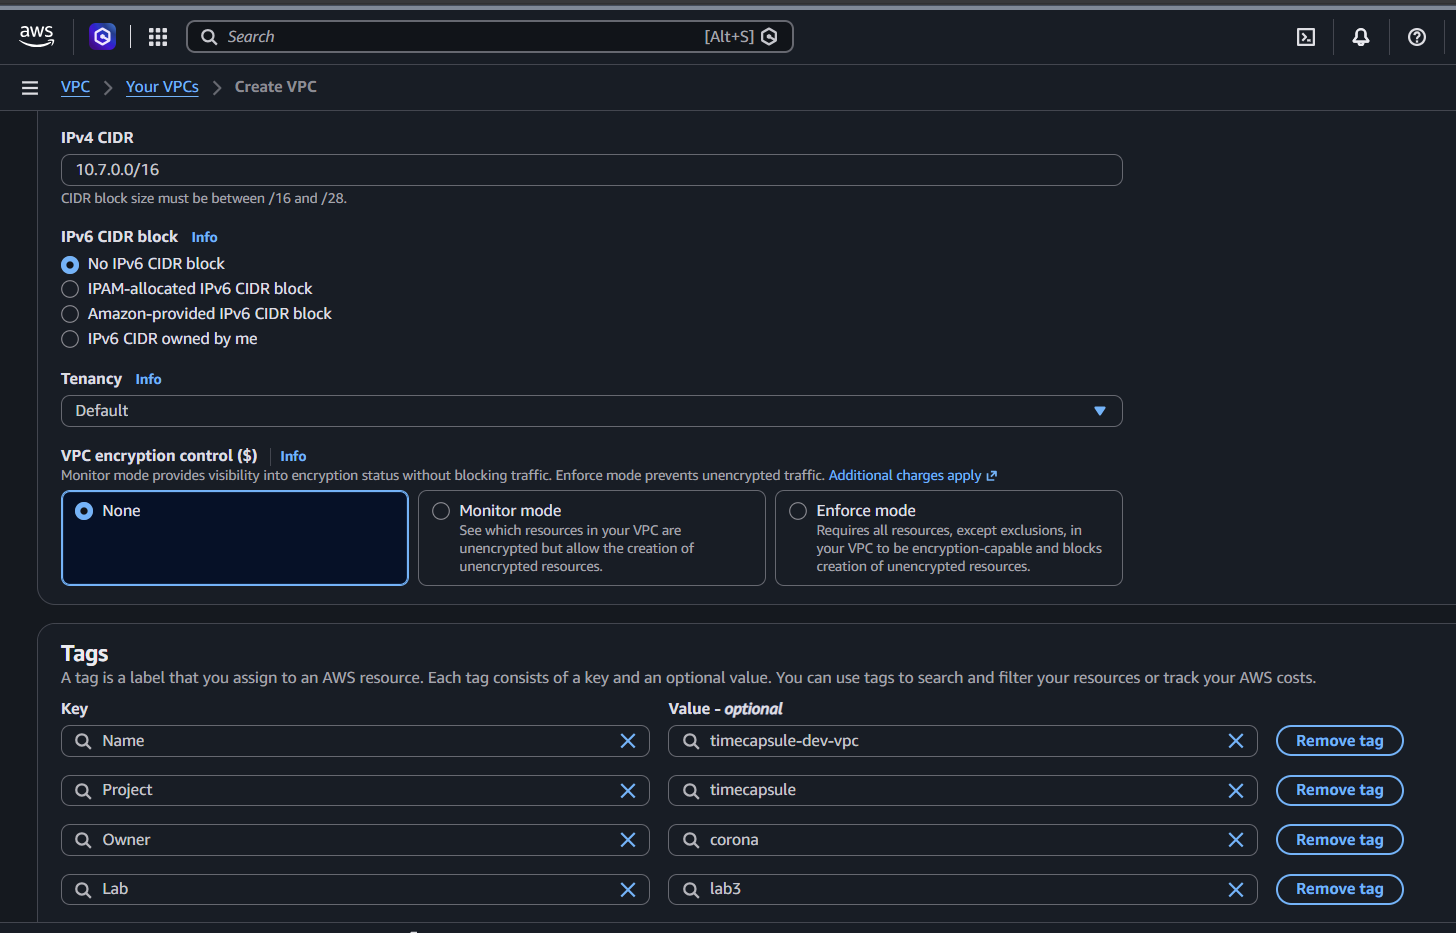 aws
Search [Alt+S]
VPC Your VPCs Create VPC
IPv4 CIDR
10.7.0.0/16
CIDR block size must be between /16 and /28.
IPv6 CIDR block Info
No IPv6 CIDR block
IPAM-allocated IPv6 CIDR block
Amazon-provided IPv6 CIDR block
IPv6 CIDR owned by me
Tenancy Info
Default
VPC encryption control ($) Info
Monitor mode provides visibility into encryption status without blocking traffic. Enforce mode prevents unencrypted traffic. Additional charges apply
None
Monitor mode
See which resources in your VPC are
unencrypted but allow the creation of
unencrypted resources.
Enforce mode
Requires all resources, except exclusions, in
your VPC to be encryption-capable and blocks
creation of unencrypted resources.
Tags
A tag is a label that you assign to an AWS resource. Each tag consists of a key and an optional value. You can use tags to search and filter your resources or track your AWS costs.
Key Value - optional
Name timecapsule-dev-vpc Remove tag
Project timecapsule Remove tag
Owner corona Remove tag
Lab lab3 Remove tag